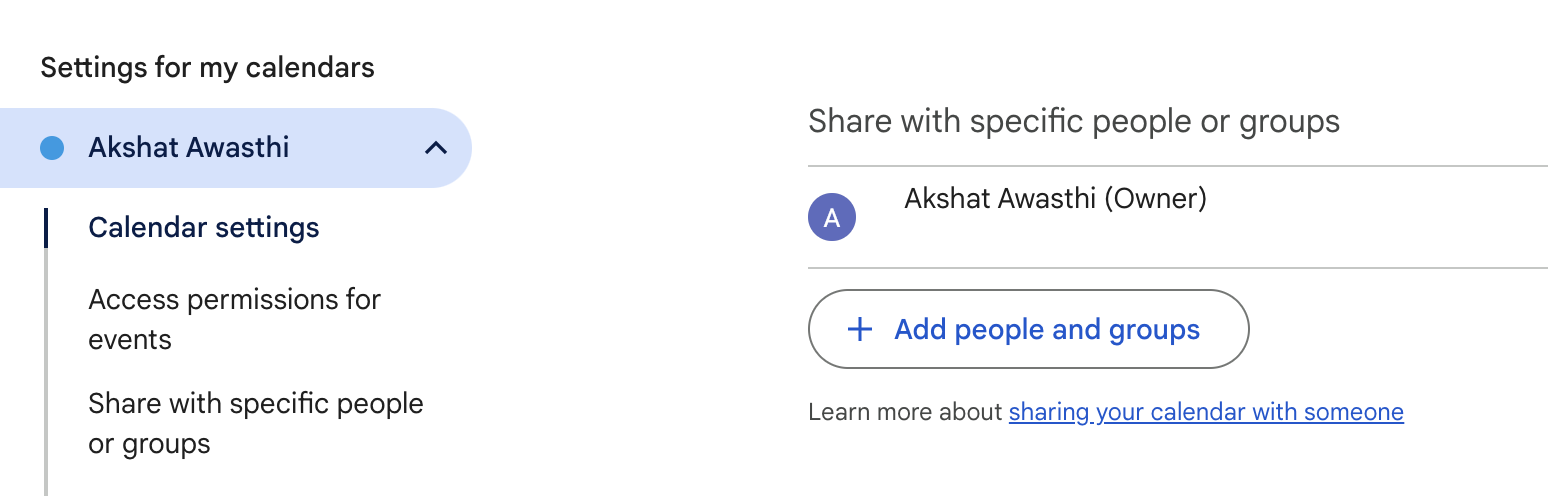 Settings for my calendars
Akshat Awasthi
Calendar settings
Access permissions for
events
Share with specific people
or groups
Share with specific people or groups
A
Akshat Awasthi (Owner)
+ Add people and groups
Learn more about sharing your calendar with someone